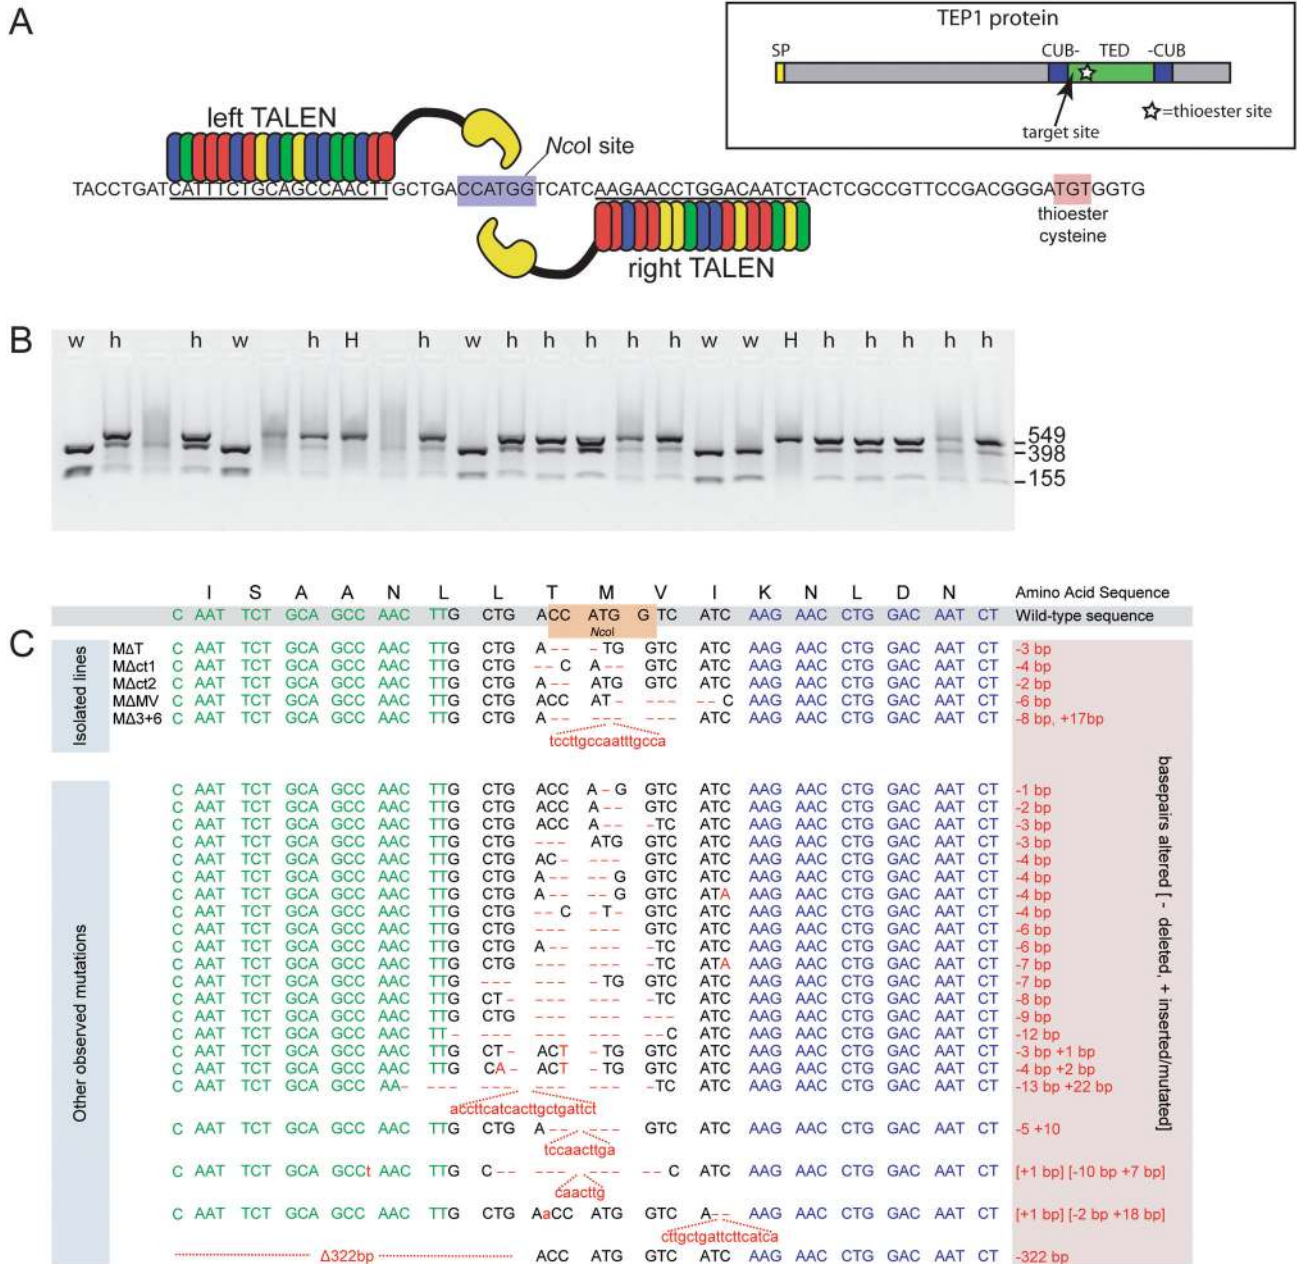 A
TEP1 protein
SP CUB- TED -CUB
target site
☆=thioester site
left TALEN
NcoI site
TACCTGATCATTTCTGCAGCCAACTTGCTGACCATGGTCATCAAGAACCTGGACAATCTACTCGCCGTTCCGACGGGATGTGGTG
thioester
cysteine
right TALEN
B
w h h w h H h w h h h h h w w H h h h h h
549
398
155
I S A A N L L T M V I K N L D N Amino Acid Sequence
C AAT TCT GCA GCC AAC TTG CTG ACC ATG G TC ATC AAG AAC CTG GAC AAT CT Wild-type sequence
NcoI
C
Isolated lines
MΔT C AAT TCT GCA GCC AAC TTG CTG A-- -TG GTC ATC AAG AAC CTG GAC AAT CT -3 bp
MΔct1 C AAT TCT GCA GCC AAC TTG CTG --C A-- GTC ATC AAG AAC CTG GAC AAT CT -4 bp
MΔct2 C AAT TCT GCA GCC AAC TTG CTG A-- ATG GTC ATC AAG AAC CTG GAC AAT CT -2 bp
MΔMV C AAT TCT GCA GCC AAC TTG CTG ACC AT- --- --C AAG AAC CTG GAC AAT CT -6 bp
MΔ3+6 C AAT TCT GCA GCC AAC TTG CTG A-- --- --- ATC AAG AAC CTG GAC AAT CT -8 bp, +17bp
tccttgccaatttgcca
Other observed mutations
basepairs altered [ - deleted, + inserted/mutated]
C AAT TCT GCA GCC AAC TTG CTG ACC A-G GTC ATC AAG AAC CTG GAC AAT CT -1 bp
C AAT TCT GCA GCC AAC TTG CTG ACC A-- GTC ATC AAG AAC CTG GAC AAT CT -2 bp
C AAT TCT GCA GCC AAC TTG CTG ACC A-- -TC ATC AAG AAC CTG GAC AAT CT -3 bp
C AAT TCT GCA GCC AAC TTG CTG --- ATG GTC ATC AAG AAC CTG GAC AAT CT -3 bp
C AAT TCT GCA GCC AAC TTG CTG AC- --- GTC ATC AAG AAC CTG GAC AAT CT -4 bp
C AAT TCT GCA GCC AAC TTG CTG A-- --G GTC ATC AAG AAC CTG GAC AAT CT -4 bp
C AAT TCT GCA GCC AAC TTG CTG A-- --G GTC ATA AAG AAC CTG GAC AAT CT -4 bp
C AAT TCT GCA GCC AAC TTG CTG --C -T- GTC ATC AAG AAC CTG GAC AAT CT -4 bp
C AAT TCT GCA GCC AAC TTG CTG --- --- GTC ATC AAG AAC CTG GAC AAT CT -6 bp
C AAT TCT GCA GCC AAC TTG CTG A-- --- -TC ATC AAG AAC CTG GAC AAT CT -6 bp
C AAT TCT GCA GCC AAC TTG CTG --- --- -TC ATA AAG AAC CTG GAC AAT CT -7 bp
C AAT TCT GCA GCC AAC TTG --- --- -TG GTC ATC AAG AAC CTG GAC AAT CT -7 bp
C AAT TCT GCA GCC AAC TTG CT- --- --- -TC ATC AAG AAC CTG GAC AAT CT -8 bp
C AAT TCT GCA GCC AAC TTG CTG --- --- --- ATC AAG AAC CTG GAC AAT CT -9 bp
C AAT TCT GCA GCC AAC TT- --- --- --- --C ATC AAG AAC CTG GAC AAT CT -12 bp
C AAT TCT GCA GCC AAC TTG CT- ACT -TG GTC ATC AAG AAC CTG GAC AAT CT -3 bp +1 bp
C AAT TCT GCA GCC AAC TTG CA- ACT -TG GTC ATC AAG AAC CTG GAC AAT CT -4 bp +2 bp
C AAT TCT GCA GCC AA- --- --- --- --- -TC ATC AAG AAC CTG GAC AAT CT -13 bp +22 bp
accttcatcacttgctgattct
C AAT TCT GCA GCC AAC TTG CTG A-- --- GTC ATC AAG AAC CTG GAC AAT CT -5 +10
tccaacttga
C AAT TCT GCA GCCt AAC TTG C-- --- --- --C ATC AAG AAC CTG GAC AAT CT [+1 bp] [-10 bp +7 bp]
caacttg
C AAT TCT GCA GCC AAC TTG CTG AaCC ATG GTC A-- AAG AAC CTG GAC AAT CT [+1 bp] [-2 bp +18 bp]
cttgctgattcttcatca
Δ322bp ACC ATG GTC ATC AAG AAC CTG GAC AAT CT -322 bp